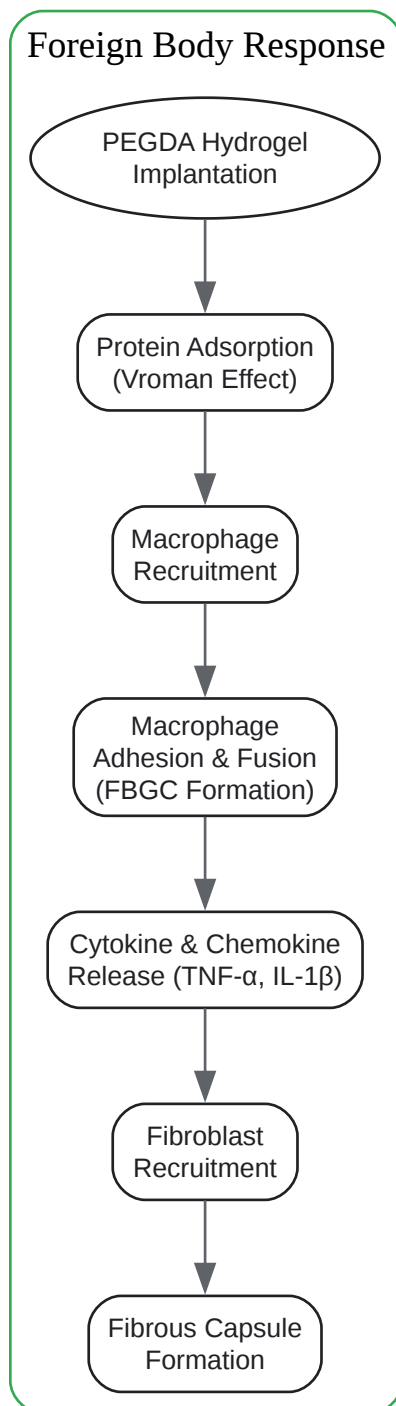 Foreign Body Response
PEGDA Hydrogel
Implantation
Protein Adsorption
(Vroman Effect)
Macrophage
Recruitment
Macrophage
Adhesion & Fusion
(FBGC Formation)
Cytokine & Chemokine
Release (TNF-α, IL-1β)
Fibroblast
Recruitment
Fibrous Capsule
Formation